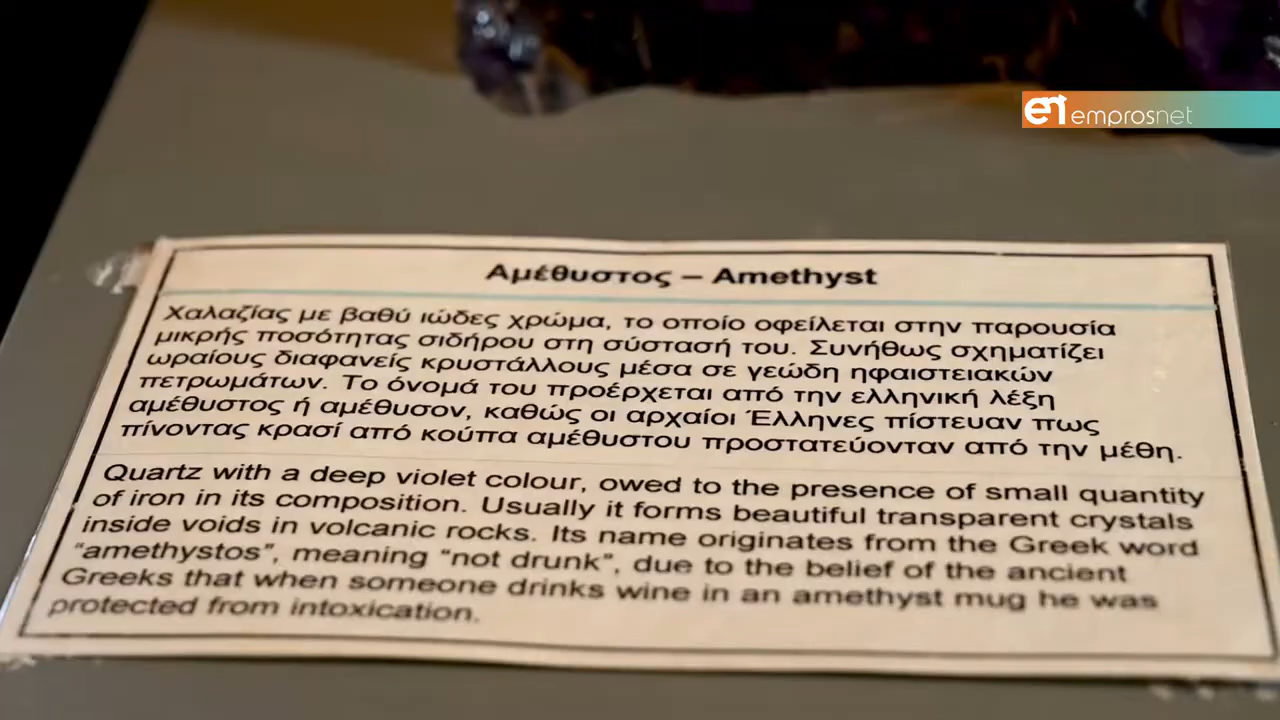 en emprosnet
Αμέθυστος – Amethyst
Χαλαζίας με βαθύ ιώδες χρώμα, το οποίο οφείλεται στην παρουσία
μικρής ποσότητας σιδήρου στη σύστασή του. Συνήθως σχηματίζει
ωραίους διαφανείς κρυστάλλους μέσα σε γεώδη ηφαιστειακών
πετρωμάτων. Το όνομά του προέρχεται από την ελληνική λέξη
αμέθυστος ή αμέθυσον, καθώς οι αρχαίοι Έλληνες πίστευαν πως
πίνοντας κρασί από κούπα αμέθυστου προστατεύονταν από την μέθη.
Quartz with a deep violet colour, owed to the presence of small quantity
of iron in its composition. Usually it forms beautiful transparent crystals
inside voids in volcanic rocks. Its name originates from the Greek word
“amethystos”, meaning “not drunk”, due to the belief of the ancient
Greeks that when someone drinks wine in an amethyst mug he was
protected from intoxication.